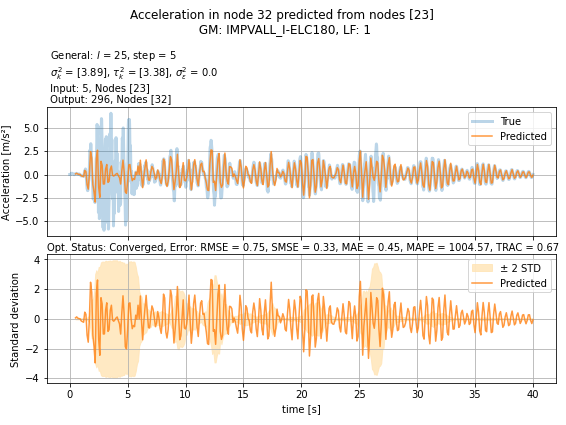 Acceleration in node 32 predicted from nodes [23]
GM: IMPVALL_I-ELC180, LF: 1
General: l = 25, step = 5
σ²ₖ = [3.89], τ²ₖ = [3.38], σ²ε = 0.0
Input: 5, Nodes [23]
Output: 296, Nodes [32]
True
Predicted
Acceleration [m/s²]
5.0
2.5
0.0
−2.5
−5.0
Opt. Status: Converged, Error: RMSE = 0.75, SMSE = 0.33, MAE = 0.45, MAPE = 1004.57, TRAC = 0.67
± 2 STD
Predicted
Standard deviation
4
2
0
−2
−4
0 5 10 15 20 25 30 35 40
time [s]